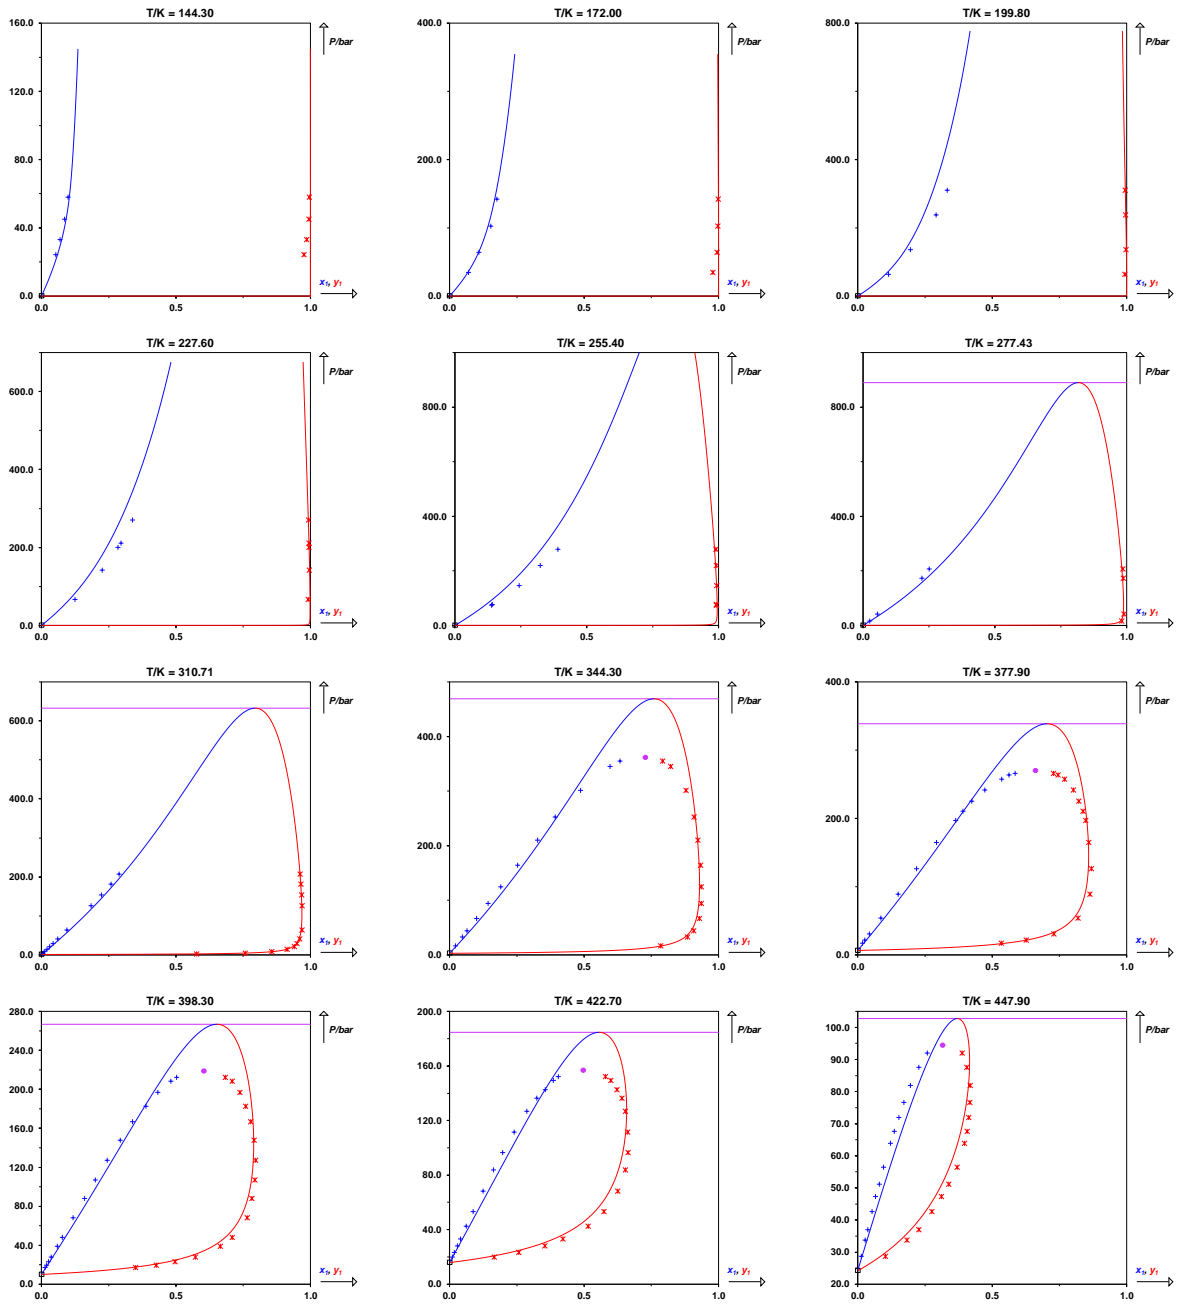 T/K = 144.30
160.0
120.0
80.0
40.0
0.0
0.0 0.5 1.0
P/bar
x₁, y₁
T/K = 172.00
400.0
200.0
0.0
0.0 0.5 1.0
P/bar
x₁, y₁
T/K = 199.80
800.0
400.0
0.0
0.0 0.5 1.0
P/bar
x₁, y₁
T/K = 227.60
600.0
400.0
200.0
0.0
0.0 0.5 1.0
P/bar
x₁, y₁
T/K = 255.40
800.0
400.0
0.0
0.0 0.5 1.0
P/bar
x₁, y₁
T/K = 277.43
800.0
400.0
0.0
0.0 0.5 1.0
P/bar
x₁, y₁
T/K = 310.71
600.0
400.0
200.0
0.0
0.0 0.5 1.0
P/bar
x₁, y₁
T/K = 344.30
400.0
200.0
0.0
0.0 0.5 1.0
P/bar
x₁, y₁
T/K = 377.90
400.0
300.0
200.0
100.0
0.0
0.0 0.5 1.0
P/bar
x₁, y₁
T/K = 398.30
280.0
240.0
200.0
160.0
120.0
80.0
40.0
0.0
0.0 0.5 1.0
P/bar
x₁, y₁
T/K = 422.70
200.0
160.0
120.0
80.0
40.0
0.0
0.0 0.5 1.0
P/bar
x₁, y₁
T/K = 447.90
100.0
90.0
80.0
70.0
60.0
50.0
40.0
30.0
20.0
0.0 0.5 1.0
P/bar
x₁, y₁